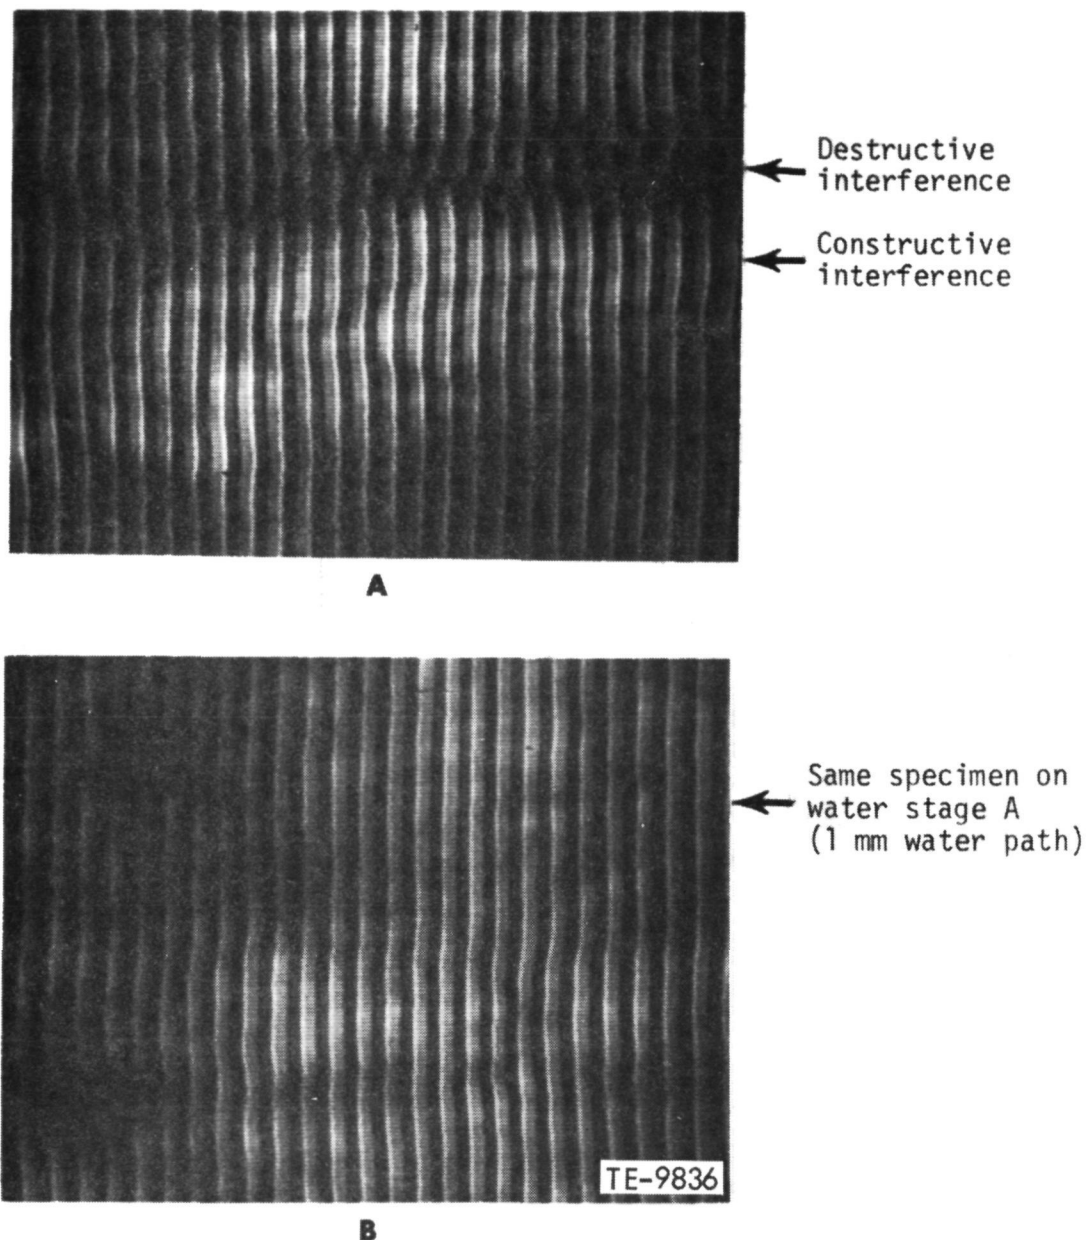 Destructive
interference
Constructive
interference
A
Same specimen on
water stage A
(1 mm water path)
TE-9836
B